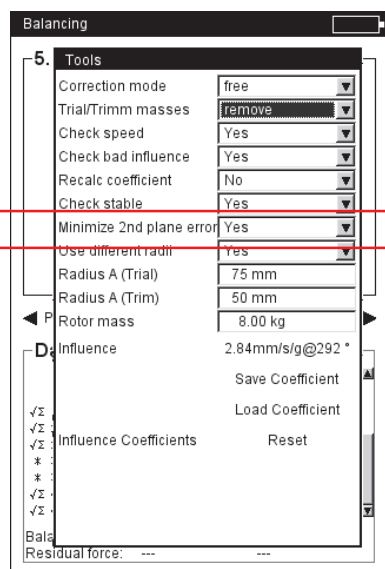 Balancing
5.
Tools
Correction mode free
Trial/Trimm masses remove
Check speed Yes
Check bad influence Yes
Recalc coefficient No
Check stable Yes
Minimize 2nd plane error Yes
Use different radii Yes
Radius A (Trial) 75 mm
Radius A (Trim) 50 mm
P
Rotor mass 8.00 kg
Influence 2.84mm/s/g@292 °
Save Coefficient
√Σ
Load Coefficient
√Σ
√Σ
Influence Coefficients Reset
*
*
√Σ
√Σ
Bala
Residual force: --- ---